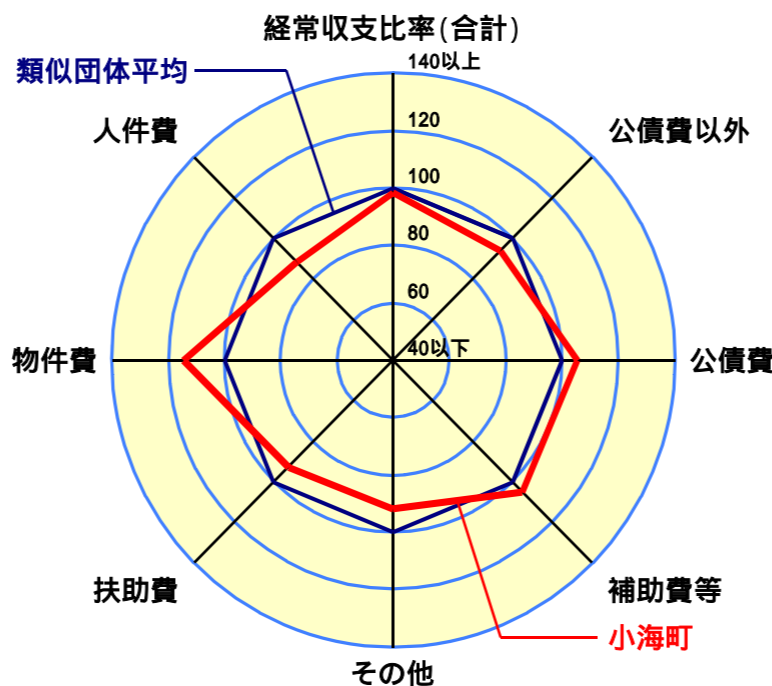 経常収支比率(合計)
類似団体平均
140以上
人件費
120
公債費以外
100
80
60
物件費
40以下
公債費
扶助費
補助費等
小海町
その他